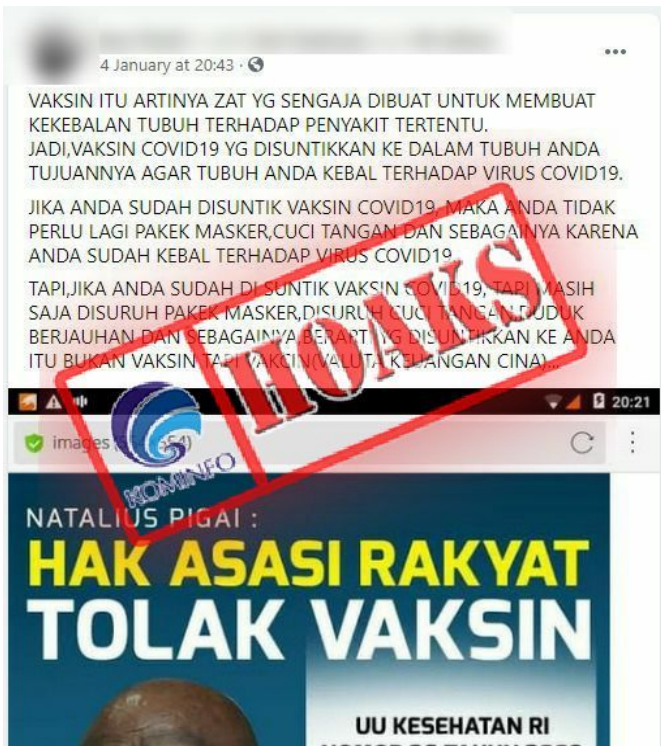 4 January at 20:43 ·
VAKSIN ITU ARTINYA ZAT YG SENGAJA DIBUAT UNTUK MEMBUAT
KEKEBALAN TUBUH TERHADAP PENYAKIT TERTENTU.
JADI,VAKSIN COVID19 YG DISUNTIKKAN KE DALAM TUBUH ANDA
TUJUANNYA AGAR TUBUH ANDA KEBAL TERHADAP VIRUS COVID19.
JIKA ANDA SUDAH DISUNTIK VAKSIN COVID19, MAKA ANDA TIDAK
PERLU LAGI PAKEK MASKER,CUCI TANGAN DAN SEBAGAINYA KARENA
ANDA SUDAH KEBAL TERHADAP VIRUS COVID19.
TAPI,JIKA ANDA SUDAH DI SUNTIK VAKSIN COVID19, TAPI MASIH
SAJA DISURUH PAKEK MASKER,DISURUH CUCI TANGAN,DUDUK
BERJAUHAN DAN SEBAGAINYA,BERARTI YG DISUNTIKKAN KE ANDA
ITU BUKAN VAKSIN TAPI VAKCIN(VALUTA KEUANGAN CINA)...
HOAKS
KOMINFO
20:21
images
NATALIUS PIGAI :
HAK ASASI RAKYAT
TOLAK VAKSIN
UU KESEHATAN RI